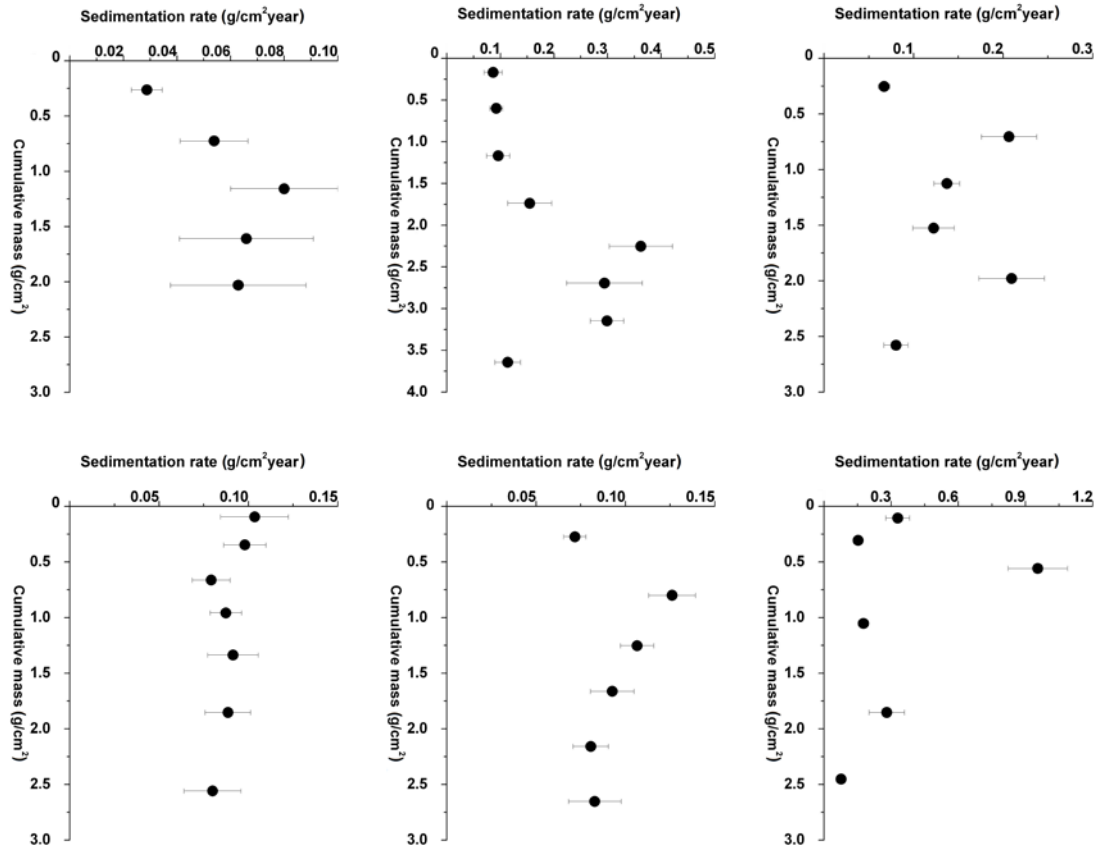 Sedimentation rate (g/cm²year)
0.02 0.04 0.06 0.08 0.10
0
0.5
1.0
1.5
2.0
2.5
3.0
Cumulative mass (g/cm²)
Sedimentation rate (g/cm²year)
0.1 0.2 0.3 0.4 0.5
0
0.5
1.0
1.5
2.0
2.5
3.0
3.5
4.0
Cumulative mass (g/cm²)
Sedimentation rate (g/cm²year)
0.1 0.2 0.3
0
0.5
1.0
1.5
2.0
2.5
3.0
Cumulative mass (g/cm²)
Sedimentation rate (g/cm²year)
0.05 0.10 0.15
0
0.5
1.0
1.5
2.0
2.5
3.0
Cumulative mass (g/cm²)
Sedimentation rate (g/cm²year)
0.05 0.10 0.15
0
0.5
1.0
1.5
2.0
2.5
3.0
Cumulative mass (g/cm²)
Sedimentation rate (g/cm²year)
0.3 0.6 0.9 1.2
0
0.5
1.0
1.5
2.0
2.5
3.0
Cumulative mass (g/cm²)